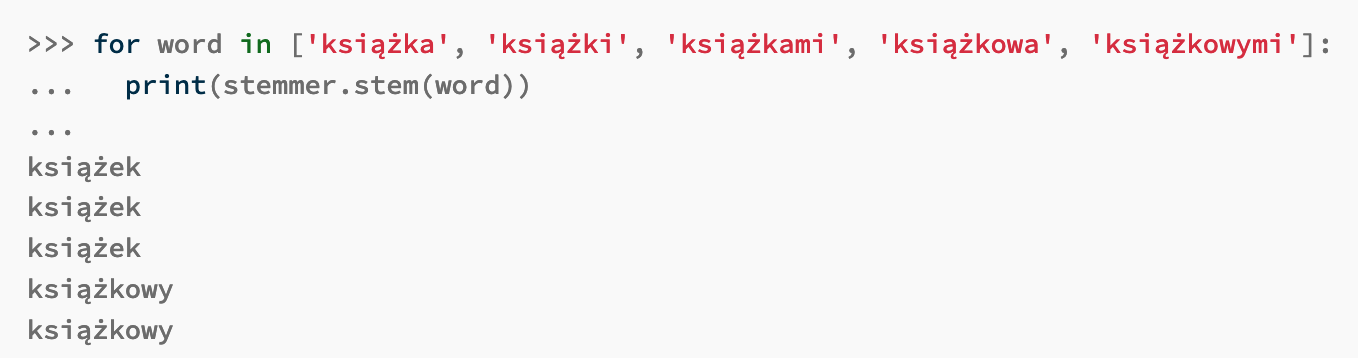 >>> for word in ['książka', 'książki', 'książkami', 'książkowa', 'książkowymi']:
...   print(stemmer.stem(word))
...
książek
książek
książek
książkowy
książkowy